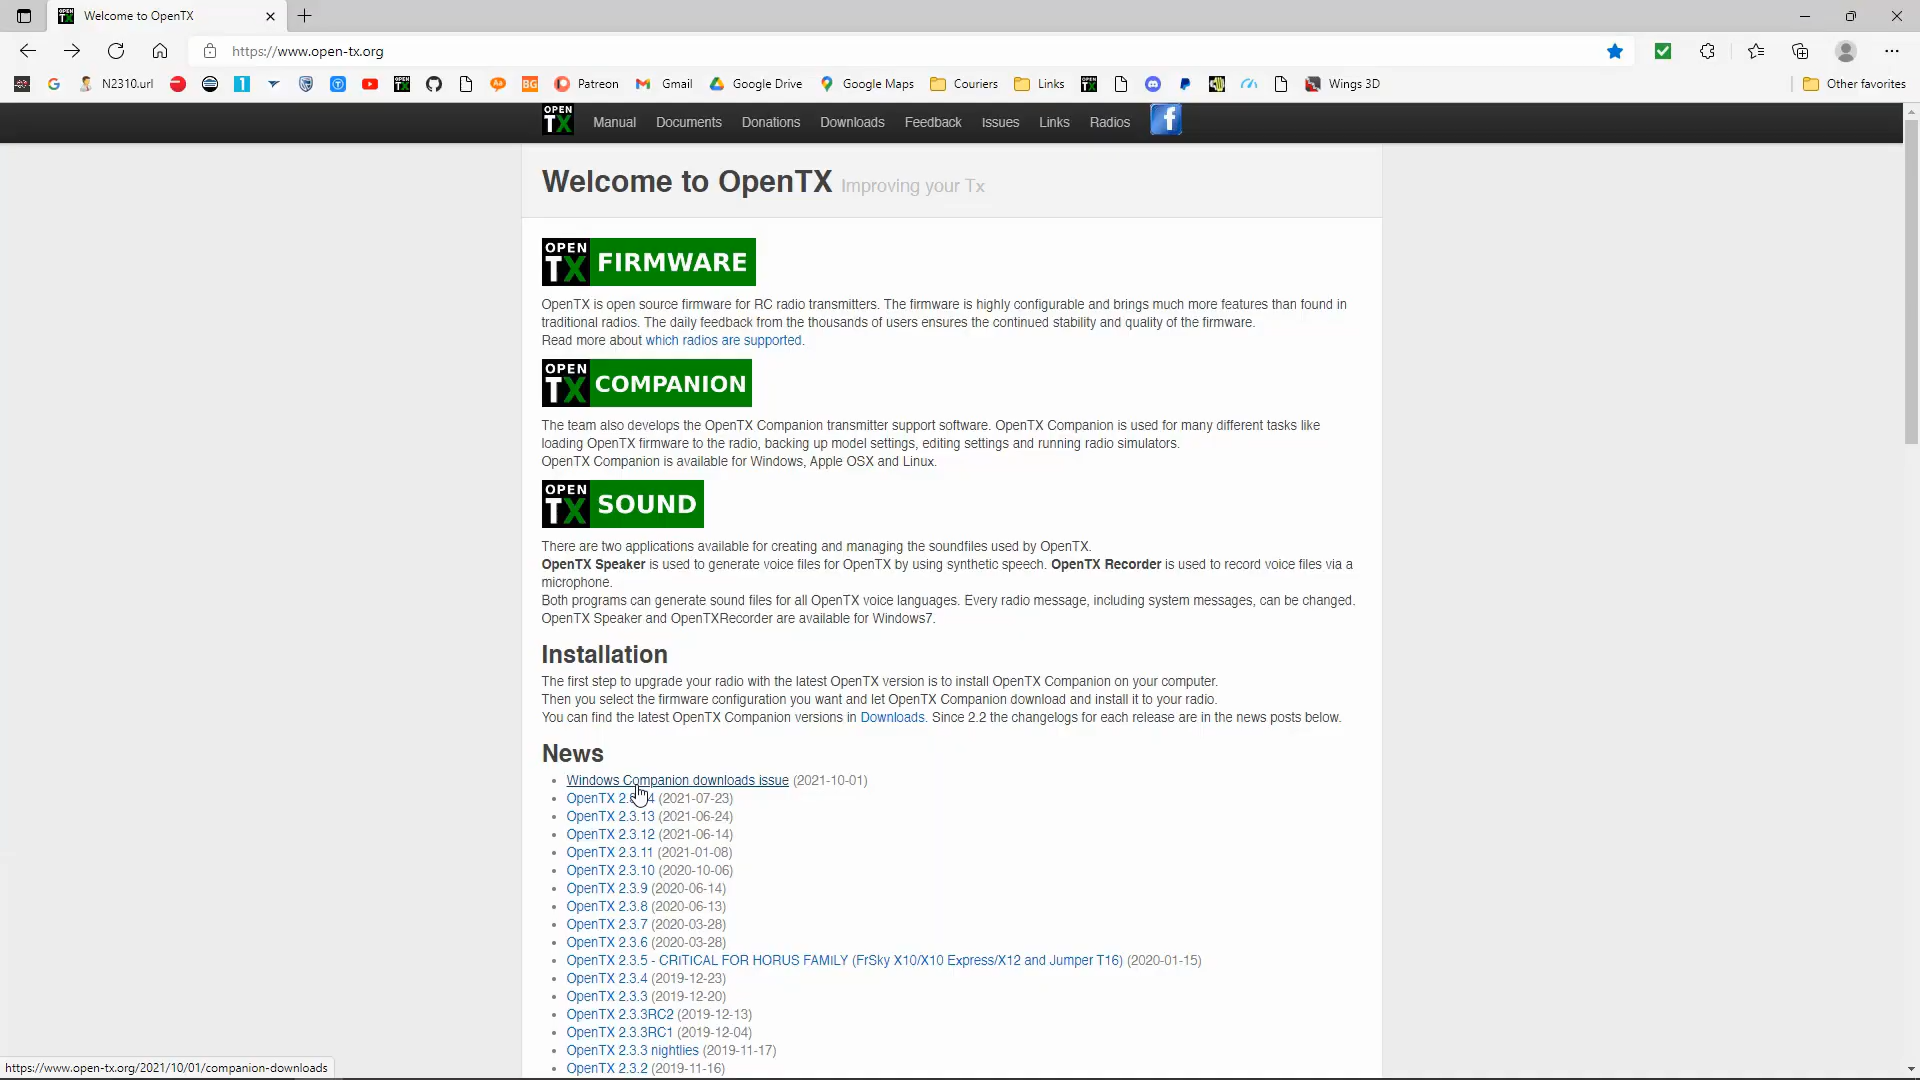 Welcome to OpenTX
https://www.open-tx.org
N2310.url
Patreon
Gmail
Google Drive
Google Maps
Couriers
Links
Wings 3D
Other favorites
OPEN TX Manual Documents Donations Downloads Feedback Issues Links Radios
Welcome to OpenTX Improving your Tx
OPEN TX FIRMWARE
OpenTX is open source firmware for RC radio transmitters. The firmware is highly configurable and brings much more features than found in
traditional radios. The daily feedback from the thousands of users ensures the continued stability and quality of the firmware.
Read more about which radios are supported.
OPEN TX COMPANION
The team also develops the OpenTX Companion transmitter support software. OpenTX Companion is used for many different tasks like
loading OpenTX firmware to the radio, backing up model settings, editing settings and running radio simulators.
OpenTX Companion is available for Windows, Apple OSX and Linux.
OPEN TX SOUND
There are two applications available for creating and managing the soundfiles used by OpenTX.
OpenTX Speaker is used to generate voice files for OpenTX by using synthetic speech. OpenTX Recorder is used to record voice files via a
microphone.
Both programs can generate sound files for all OpenTX voice languages. Every radio message, including system messages, can be changed.
OpenTX Speaker and OpenTXRecorder are available for Windows7.
Installation
The first step to upgrade your radio with the latest OpenTX version is to install OpenTX Companion on your computer.
Then you select the firmware configuration you want and let OpenTX Companion download and install it to your radio.
You can find the latest OpenTX Companion versions in Downloads. Since 2.2 the changelogs for each release are in the news posts below.
News
Windows Companion downloads issue (2021-10-01)
OpenTX (2021-07-23)
OpenTX 2.3.13 (2021-06-24)
OpenTX 2.3.12 (2021-06-14)
OpenTX 2.3.11 (2021-01-08)
OpenTX 2.3.10 (2020-10-06)
OpenTX 2.3.9 (2020-06-14)
OpenTX 2.3.8 (2020-06-13)
OpenTX 2.3.7 (2020-03-28)
OpenTX 2.3.6 (2020-03-28)
OpenTX 2.3.5 - CRITICAL FOR HORUS FAMILY (FrSky X10/X10 Express/X12 and Jumper T16) (2020-01-15)
OpenTX 2.3.4 (2019-12-23)
OpenTX 2.3.3 (2019-12-20)
OpenTX 2.3.3RC2 (2019-12-13)
OpenTX 2.3.3RC1 (2019-12-04)
OpenTX 2.3.3 nightlies (2019-11-17)
OpenTX 2.3.2 (2019-11-16)
https://www.open-tx.org/2021/10/01/companion-downloads